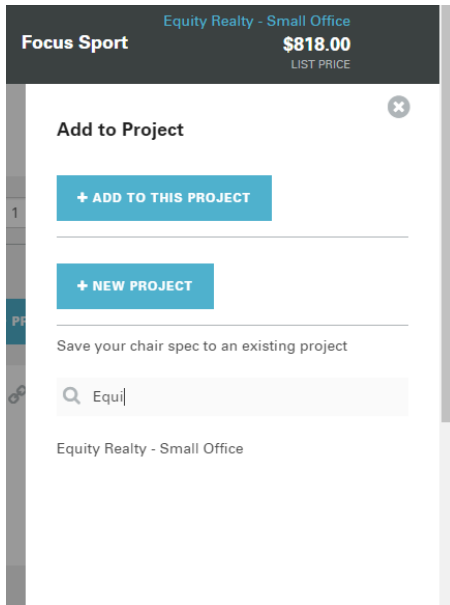 Equity Realty - Small Office
Focus Sport
$818.00
LIST PRICE
Add to Project
+ ADD TO THIS PROJECT
1
+ NEW PROJECT
Save your chair spec to an existing project
Equi
Equity Realty - Small Office